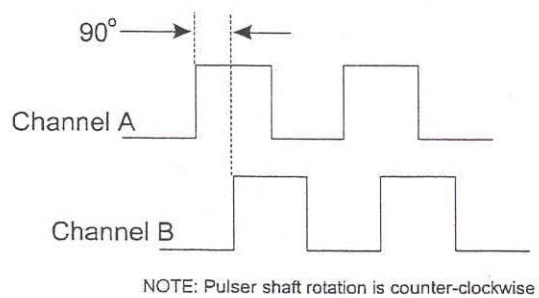 90°
Channel A
Channel B
NOTE: Pulser shaft rotation is counter-clockwise